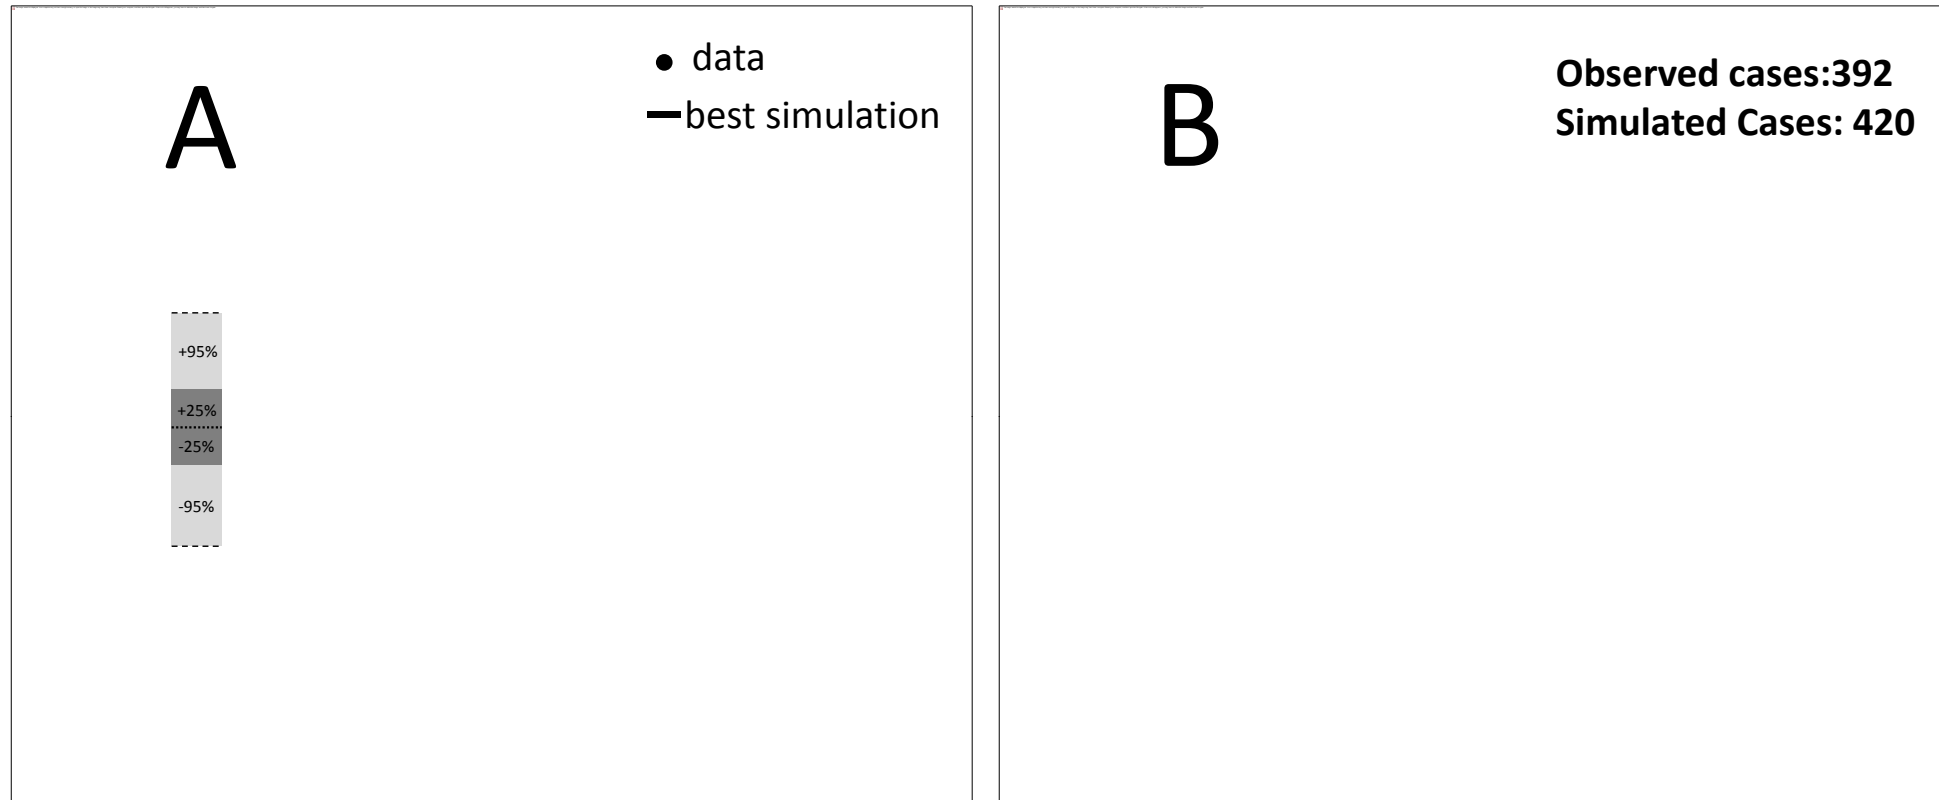 A
data
best simulation
+95%
+25%
-25%
-95%
B
Observed cases:392
Simulated Cases: 420